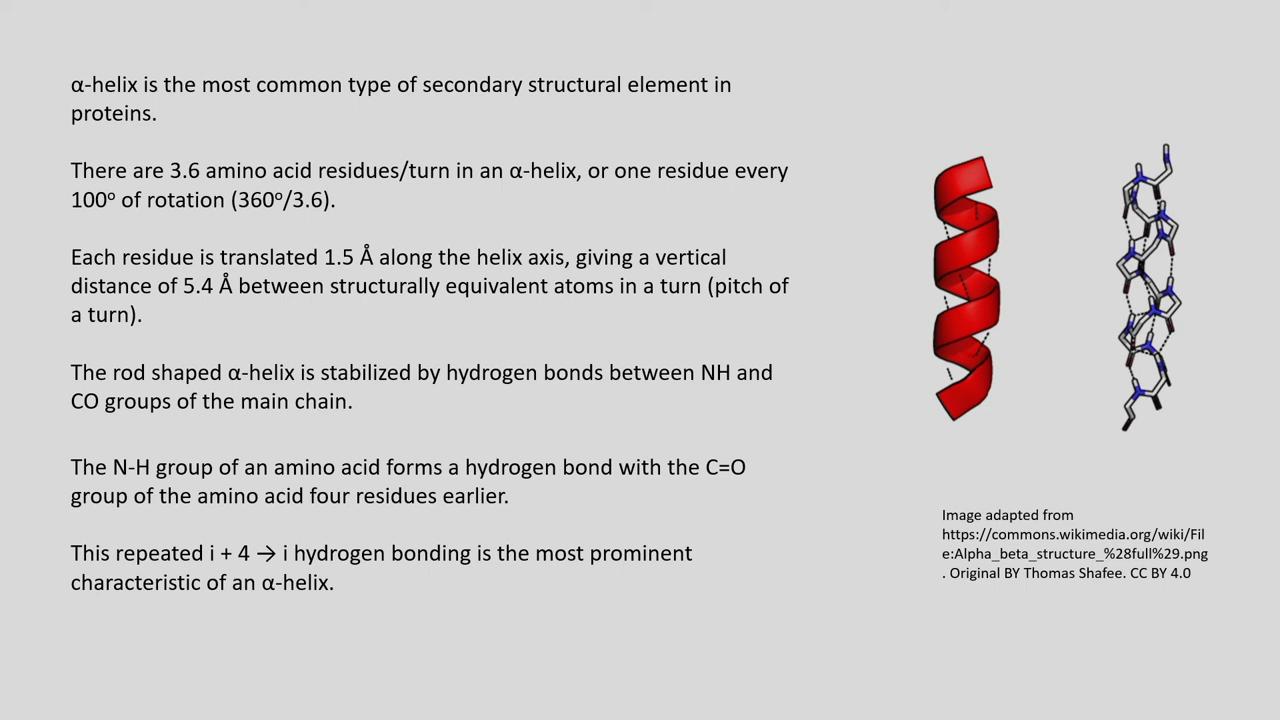 α-helix is the most common type of secondary structural element in
proteins.
There are 3.6 amino acid residues/turn in an α-helix, or one residue every
100º of rotation (360º/3.6).
Each residue is translated 1.5 Å along the helix axis, giving a vertical
distance of 5.4 Å between structurally equivalent atoms in a turn (pitch of
a turn).
The rod shaped α-helix is stabilized by hydrogen bonds between NH and
CO groups of the main chain.
The N-H group of an amino acid forms a hydrogen bond with the C=O
group of the amino acid four residues earlier.
This repeated i + 4 → i hydrogen bonding is the most prominent
characteristic of an α-helix.
Image adapted from
https://commons.wikimedia.org/wiki/Fil
e:Alpha_beta_structure_%28full%29.png
. Original BY Thomas Shafee. CC BY 4.0